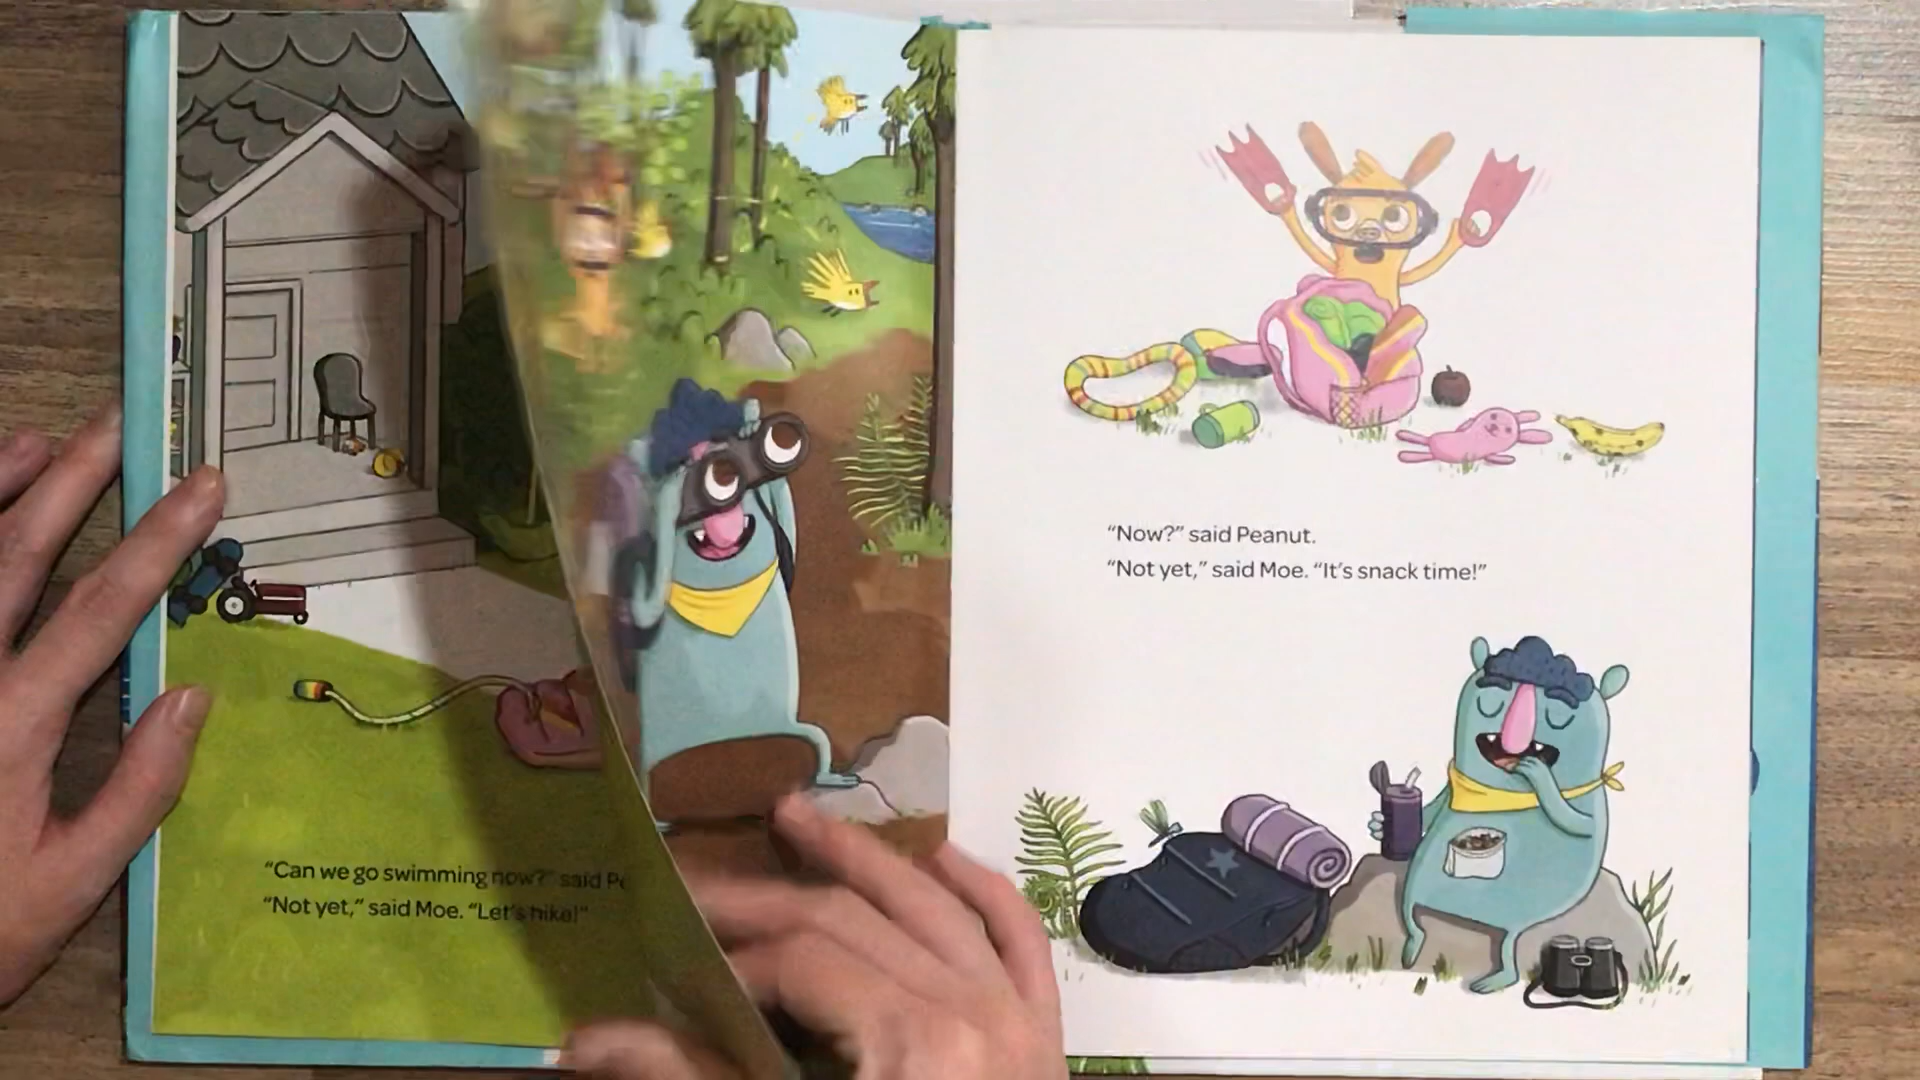 “Can we go swimming now?” said Pe
“Not yet,” said Moe. “Let’s hike!”
“Now?” said Peanut.
“Not yet,” said Moe. “It’s snack time!”